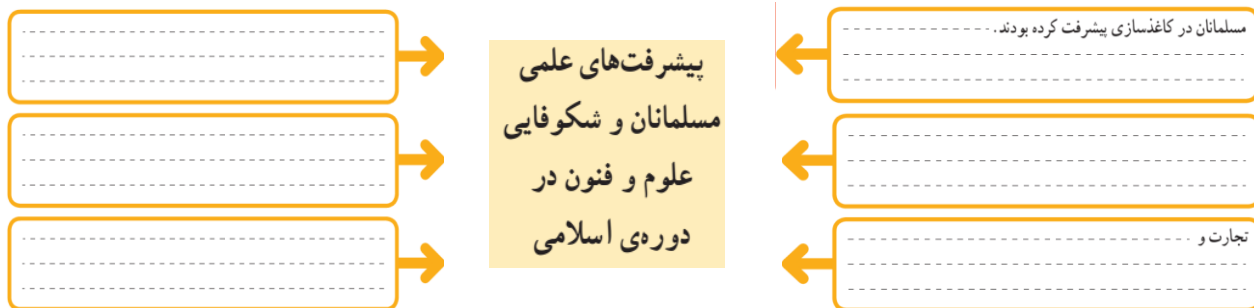 مسلمانان در کاغذسازی پیشرفت کرده بودند.
تجارت و
پیشرفت‌های علمی
مسلمانان و شکوفایی
علوم و فنون در
دوره‌ی اسلامی